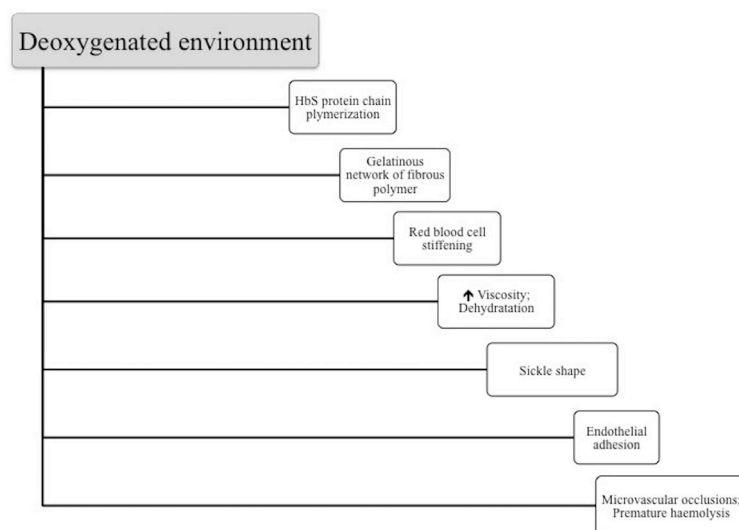 Deoxygenated environment
HbS protein chain
plymerization
Gelatinous
network of fibrous
polymer
Red blood cell
stiffening
↑ Viscosity;
Dehydratation
Sickle shape
Endothelial
adhesion
Microvascular occlusions;
Premature haemolysis